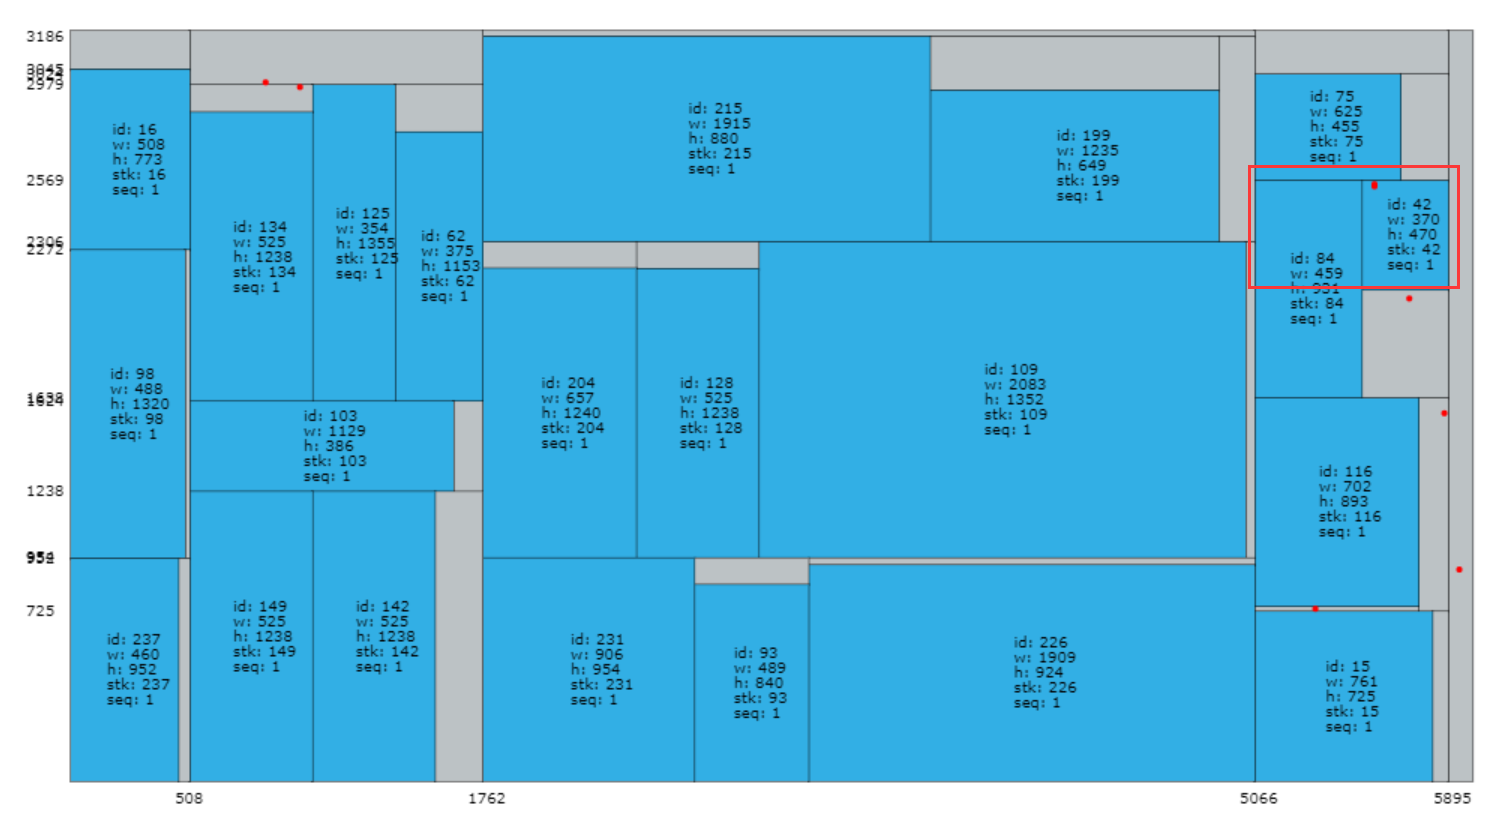 3186
2979
2569
2272
1238
725
id: 16
w: 508
h: 773
stk: 16
seq: 1
id: 98
w: 488
h: 1320
stk: 98
seq: 1
id: 237
w: 460
h: 952
stk: 237
seq: 1
id: 134
w: 525
h: 1238
stk: 134
seq: 1
id: 125
w: 354
h: 1355
stk: 125
seq: 1
id: 62
w: 375
h: 1153
stk: 62
seq: 1
id: 103
w: 1129
h: 386
stk: 103
seq: 1
id: 149
w: 525
h: 1238
stk: 149
seq: 1
id: 142
w: 525
h: 1238
stk: 142
seq: 1
id: 215
w: 1915
h: 880
stk: 215
seq: 1
id: 199
w: 1235
h: 649
stk: 199
seq: 1
id: 204
w: 657
h: 1240
stk: 204
seq: 1
id: 128
w: 525
h: 1238
stk: 128
seq: 1
id: 109
w: 2083
h: 1352
stk: 109
seq: 1
id: 231
w: 906
h: 954
stk: 231
seq: 1
id: 93
w: 489
h: 840
stk: 93
seq: 1
id: 226
w: 1909
h: 924
stk: 226
seq: 1
id: 75
w: 625
h: 455
stk: 75
seq: 1
id: 42
w: 370
h: 470
stk: 42
seq: 1
id: 84
w: 459
h: 931
stk: 84
seq: 1
id: 116
w: 702
h: 893
stk: 116
seq: 1
id: 15
w: 761
h: 725
stk: 15
seq: 1
508
1762
5066
5895